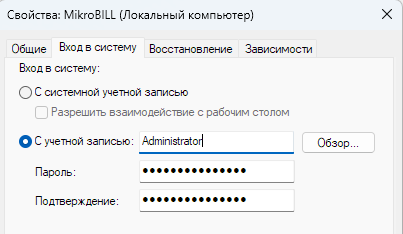 Свойства: MikroBILL (Локальный компьютер)
Общие Вход в систему Восстановление Зависимости
Вход в систему:
С системной учетной записью
Разрешить взаимодействие с рабочим столом
С учетной записью: Administrator Обзор...
Пароль: ●●●●●●●●●●●●●●●
Подтверждение: ●●●●●●●●●●●●●●●